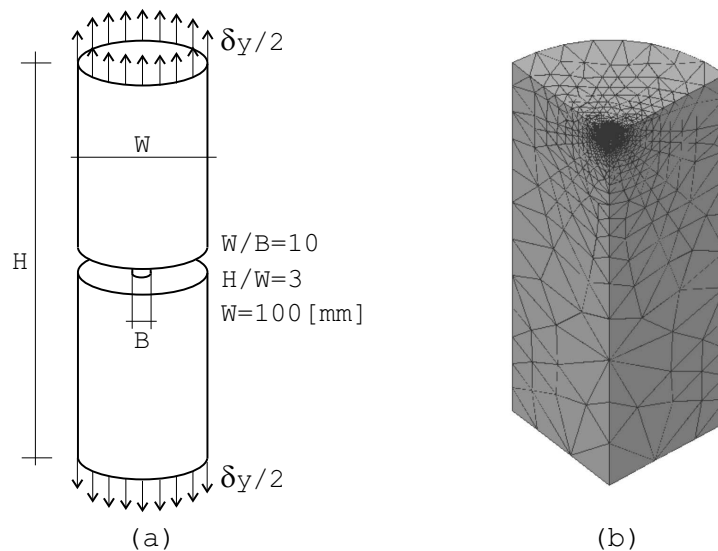 δy/2
W
W/B=10
H
H/W=3
W=100[mm]
B
δy/2
(a)
(b)